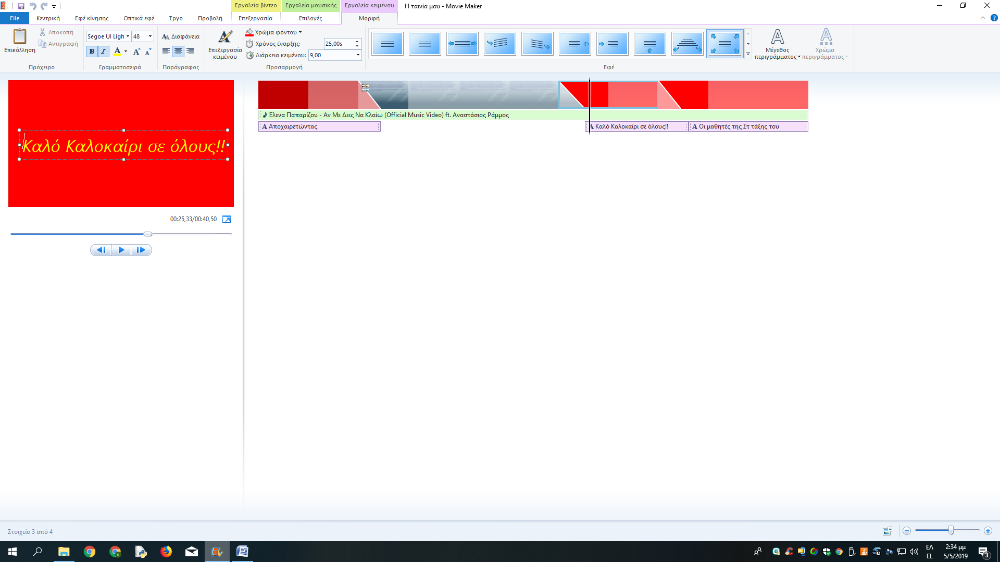 Εργαλεία βίντεο Εργαλεία μουσικής Εργαλεία κειμένου Η ταινία μου - Movie Maker
File Κεντρική Εφέ κίνησης Οπτικά εφέ Έργο Προβολή Επεξεργασία Επιλογές Μορφή
Επικόλληση
Αποκοπή
Αντιγραφή
Πρόχειρο
Segoe UI Ligh 48
B I A A A
Γραμματοσειρά
Διαφάνεια
Παράγραφος
Επεξεργασία
κειμένου
Χρώμα φόντου
Χρόνος έναρξης: 25,00s
Διάρκεια κειμένου: 9,00
Προσαρμογή
Εφέ
Μέγεθος
περιγράμματος
Χρώμα
περιγράμματος
Καλό Καλοκαίρι σε όλους!!
00:25,33/00:40,50
Έλενα Παπαρίζου - Αν Με Δεις Να Κλαίω (Official Music Video) ft. Αναστάσιος Ράμμος
A Αποχαιρετώντας
A Καλό Καλοκαίρι σε όλους!!
A Οι μαθητές της Στ τάξης του
Στοιχείο 3 από 4
ΕΛ
EL
2:34 μμ
5/5/2019
3